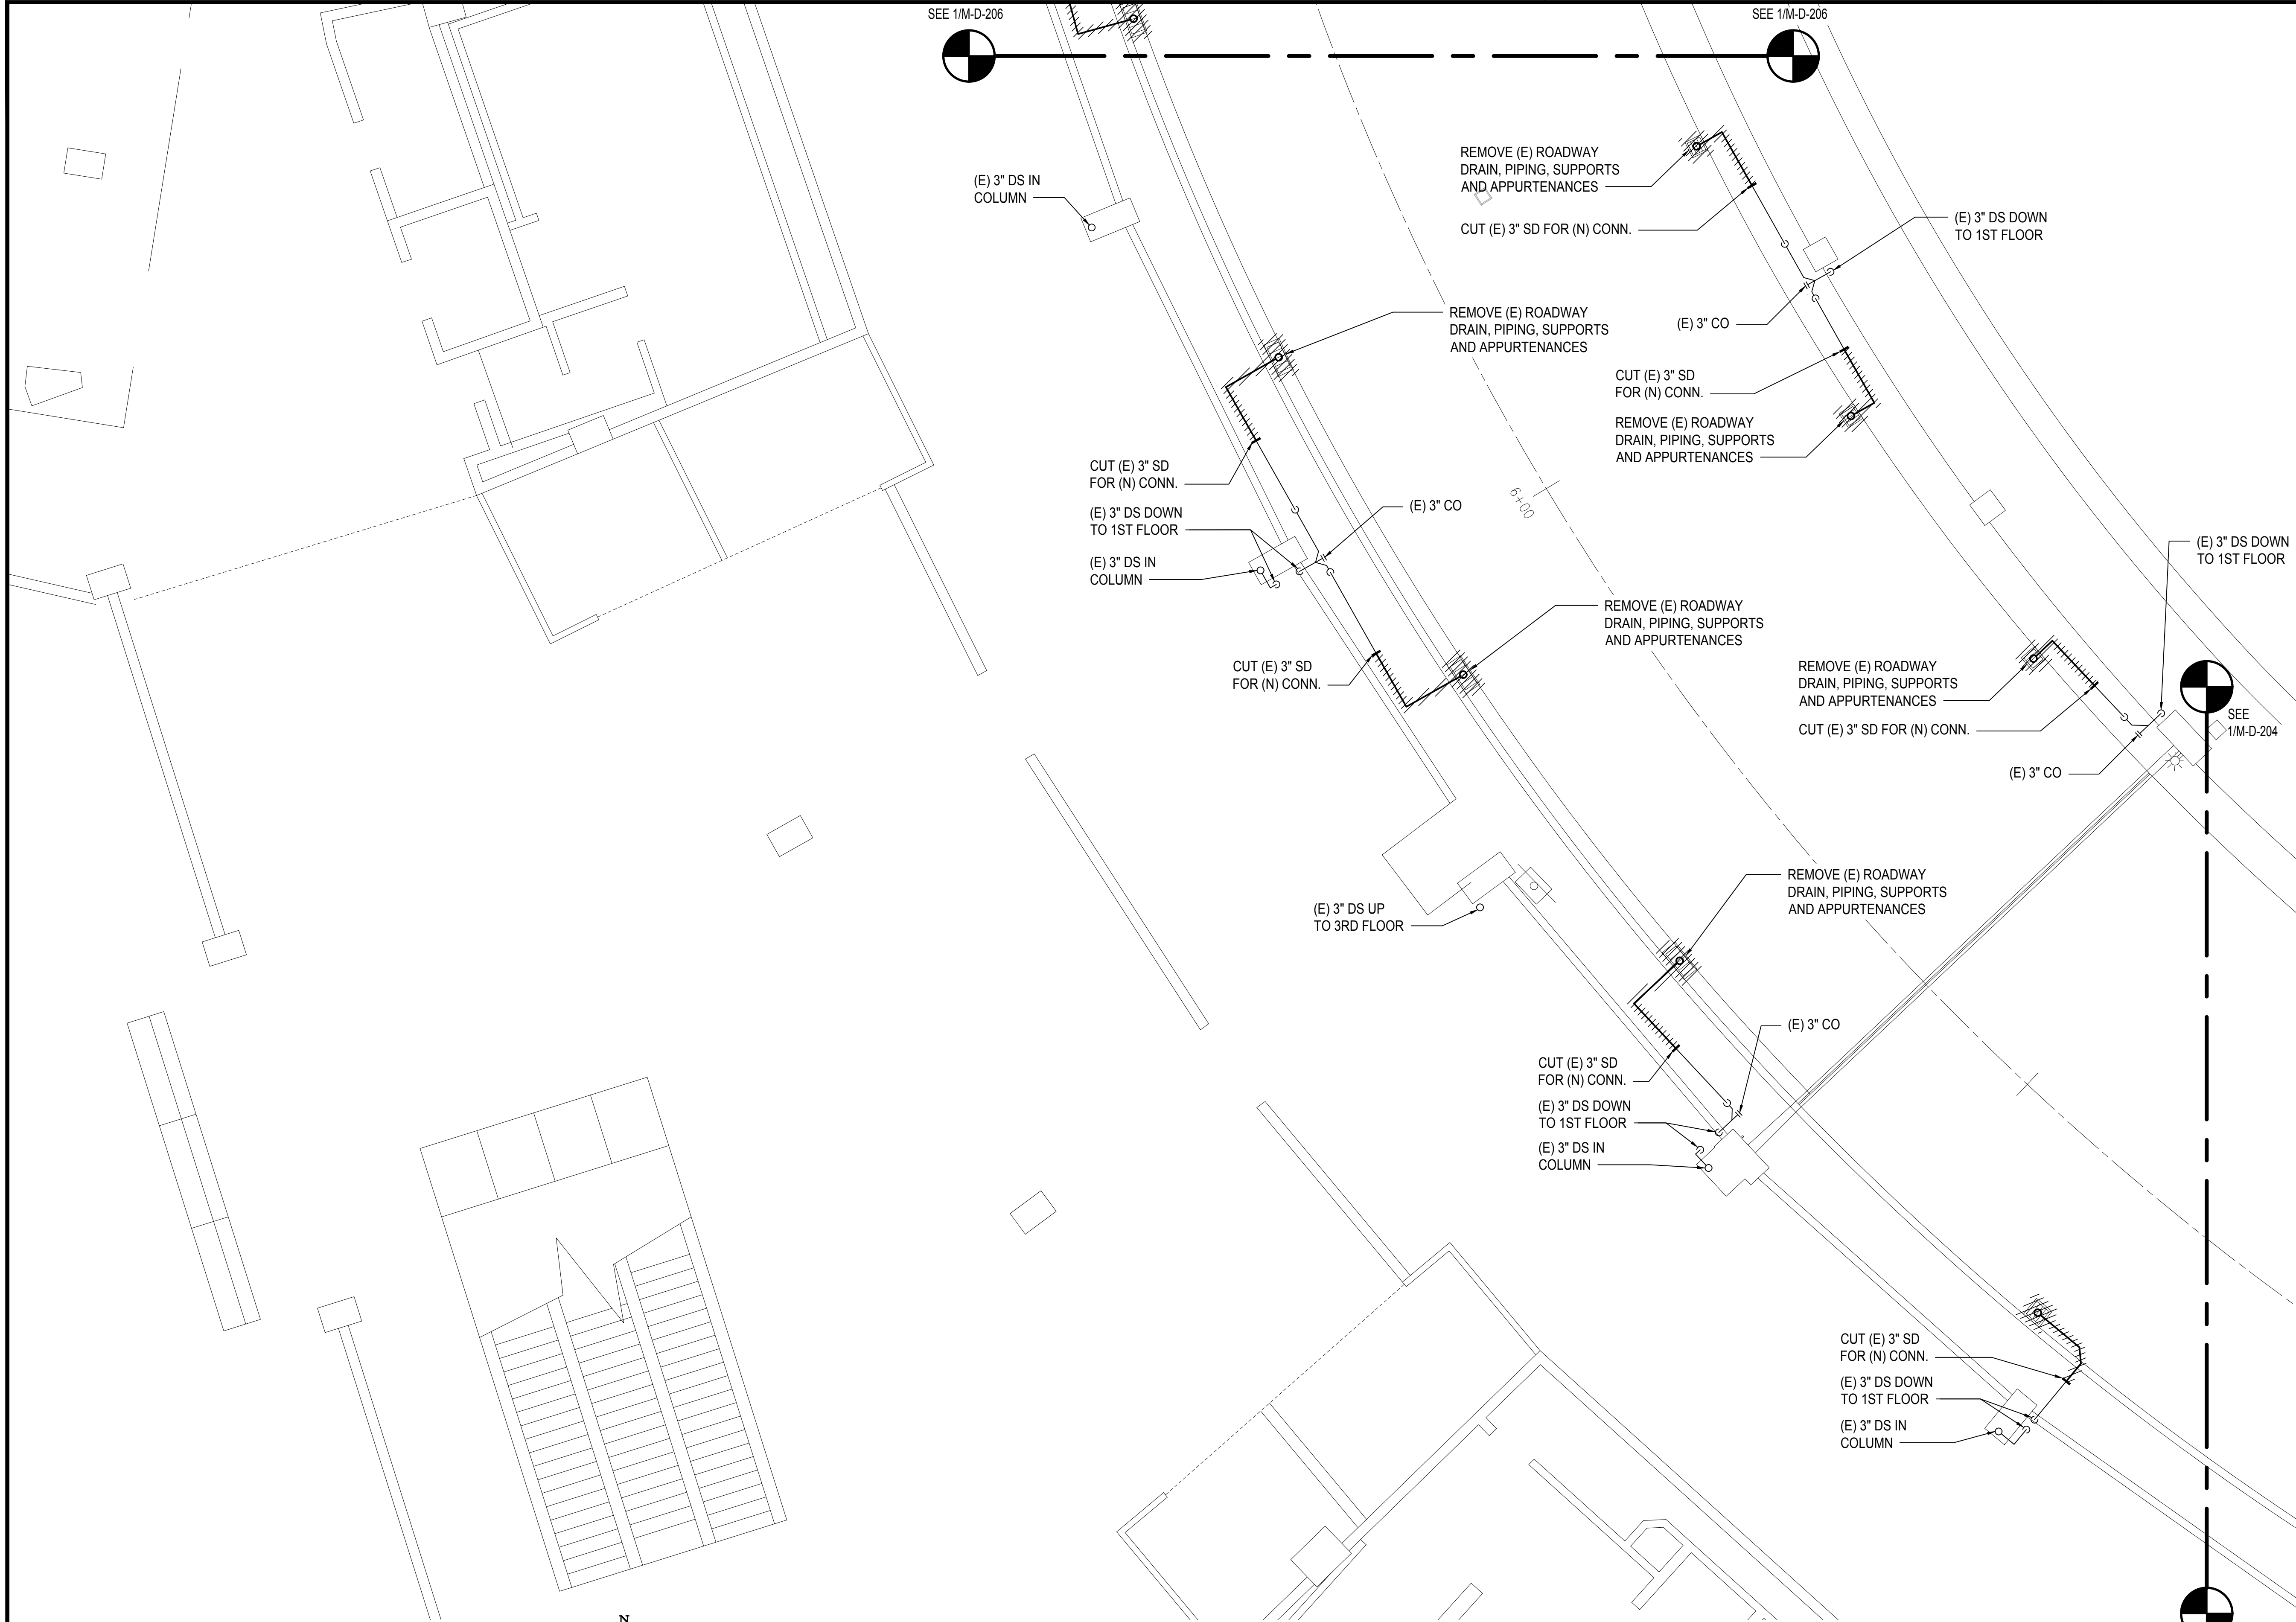 SEE 1/M-D-206
SEE 1/M-D-206
REMOVE (E) ROADWAY
DRAIN, PIPING, SUPPORTS
AND APPURTENANCES
(E) 3" DS IN
COLUMN
CUT (E) 3" SD FOR (N) CONN.
(E) 3" DS DOWN
TO 1ST FLOOR
REMOVE (E) ROADWAY
DRAIN, PIPING, SUPPORTS
AND APPURTENANCES
(E) 3" CO
CUT (E) 3" SD
FOR (N) CONN.
REMOVE (E) ROADWAY
DRAIN, PIPING, SUPPORTS
AND APPURTENANCES
CUT (E) 3" SD
FOR (N) CONN.
(E) 3" DS DOWN
TO 1ST FLOOR
(E) 3" DS IN
COLUMN
(E) 3" CO
6+00
(E) 3" DS DOWN
TO 1ST FLOOR
REMOVE (E) ROADWAY
DRAIN, PIPING, SUPPORTS
AND APPURTENANCES
CUT (E) 3" SD
FOR (N) CONN.
REMOVE (E) ROADWAY
DRAIN, PIPING, SUPPORTS
AND APPURTENANCES
CUT (E) 3" SD FOR (N) CONN.
SEE
1/M-D-204
(E) 3" CO
REMOVE (E) ROADWAY
DRAIN, PIPING, SUPPORTS
AND APPURTENANCES
(E) 3" DS UP
TO 3RD FLOOR
(E) 3" CO
CUT (E) 3" SD
FOR (N) CONN.
(E) 3" DS DOWN
TO 1ST FLOOR
(E) 3" DS IN
COLUMN
CUT (E) 3" SD
FOR (N) CONN.
(E) 3" DS DOWN
TO 1ST FLOOR
(E) 3" DS IN
COLUMN